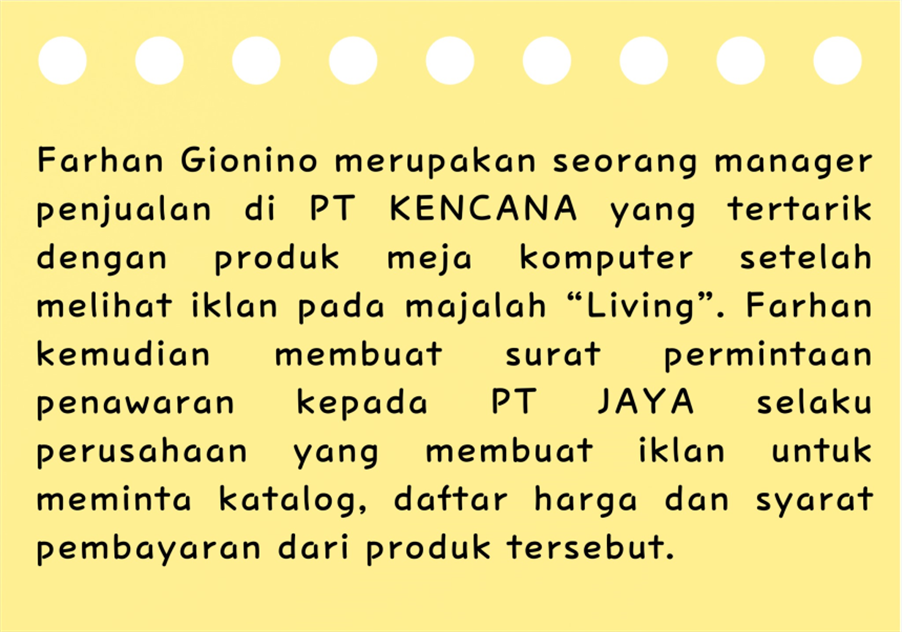 Farhan Gionino merupakan seorang manager
penjualan di PT KENCANA yang tertarik
dengan produk meja komputer setelah
melihat iklan pada majalah “Living”. Farhan
kemudian membuat surat permintaan
penawaran kepada PT JAYA selaku
perusahaan yang membuat iklan untuk
meminta katalog, daftar harga dan syarat
pembayaran dari produk tersebut.